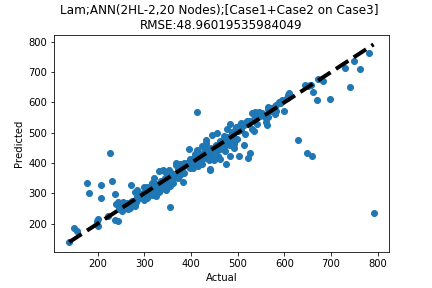 Lam;ANN(2HL-2,20 Nodes);[Case1+Case2 on Case3]
RMSE:48.96019535984049
800
700
600
500
400
300
200
Predicted
200 300 400 500 600 700 800
Actual